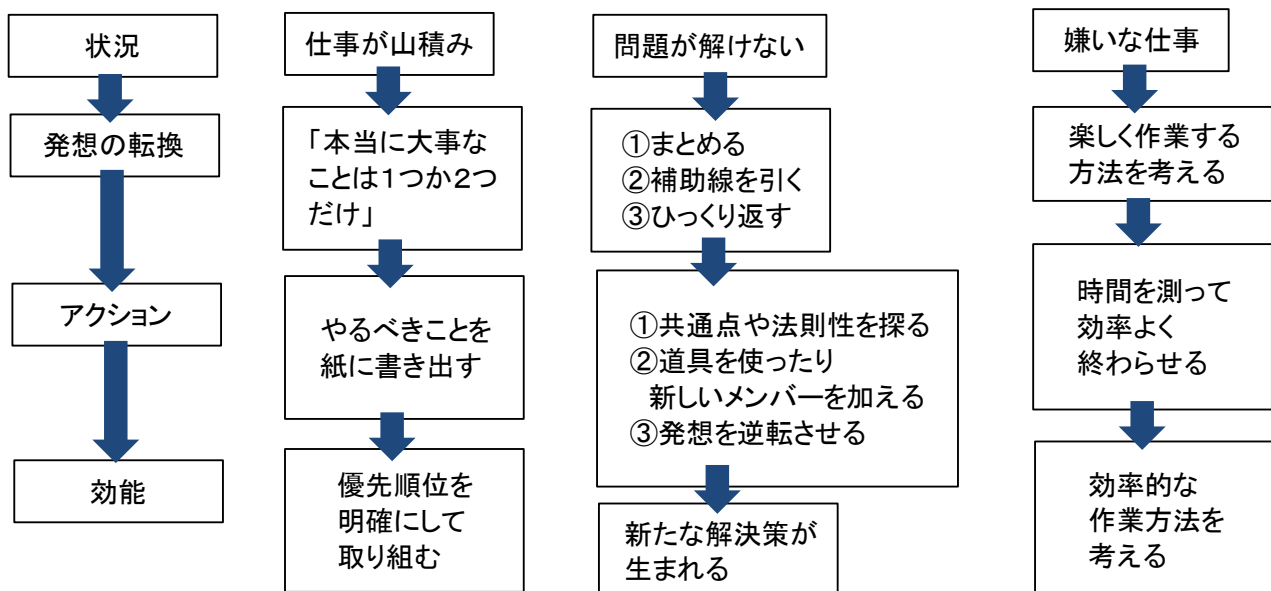 状況
発想の転換
アクション
効能
仕事が山積み
「本当に大事な
ことは１つか２つ
だけ」
やるべきことを
紙に書き出す
優先順位を
明確にして
取り組む
問題が解けない
①まとめる
②補助線を引く
③ひっくり返す
①共通点や法則性を探る
②道具を使ったり
新しいメンバーを加える
③発想を逆転させる
新たな解決策が
生まれる
嫌いな仕事
楽しく作業する
方法を考える
時間を測って
効率よく
終わらせる
効率的な
作業方法を
考える